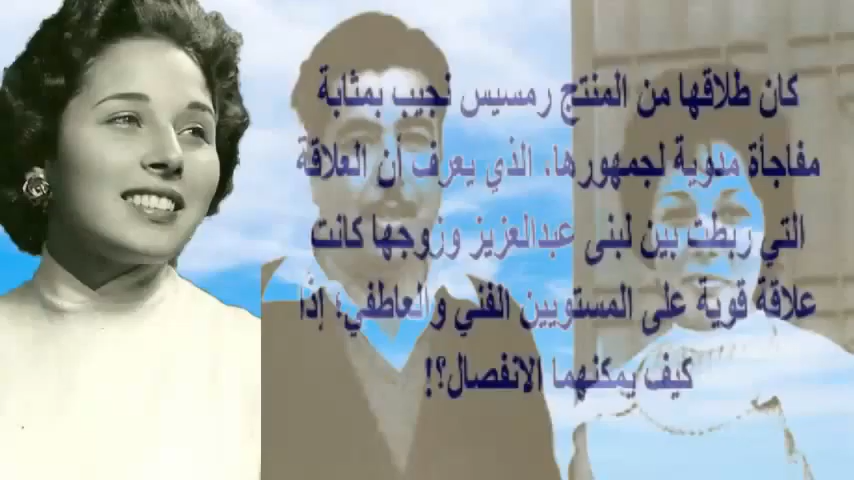 كان طلاقها من المنتج رمسيس نجيب بمثابة
مفاجأة مدوية لجمهورها، الذي يعرف أن العلاقة
التي ربطت بين لبنى عبدالعزيز وزوجها كانت
علاقة قوية على المستويين الفني والعاطفي؛ إذًا
كيف يمكنهما الانفصال؟!